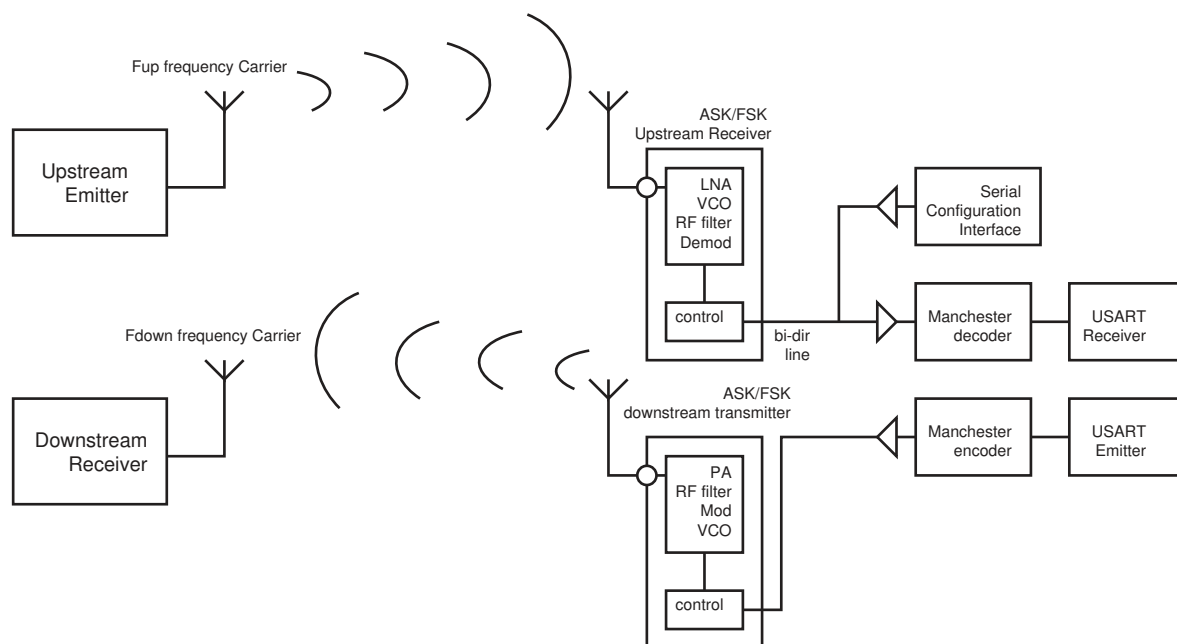 Fup frequency Carrier
ASK/FSK
Upstream Receiver
Upstream
Emitter
LNA
VCO
RF filter
Demod
Serial
Configuration
Interface
control
bi-dir
line
Manchester
decoder
USART
Receiver
Fdown frequency Carrier
ASK/FSK
downstream transmitter
Downstream
Receiver
PA
RF filter
Mod
VCO
Manchester
encoder
USART
Emitter
control